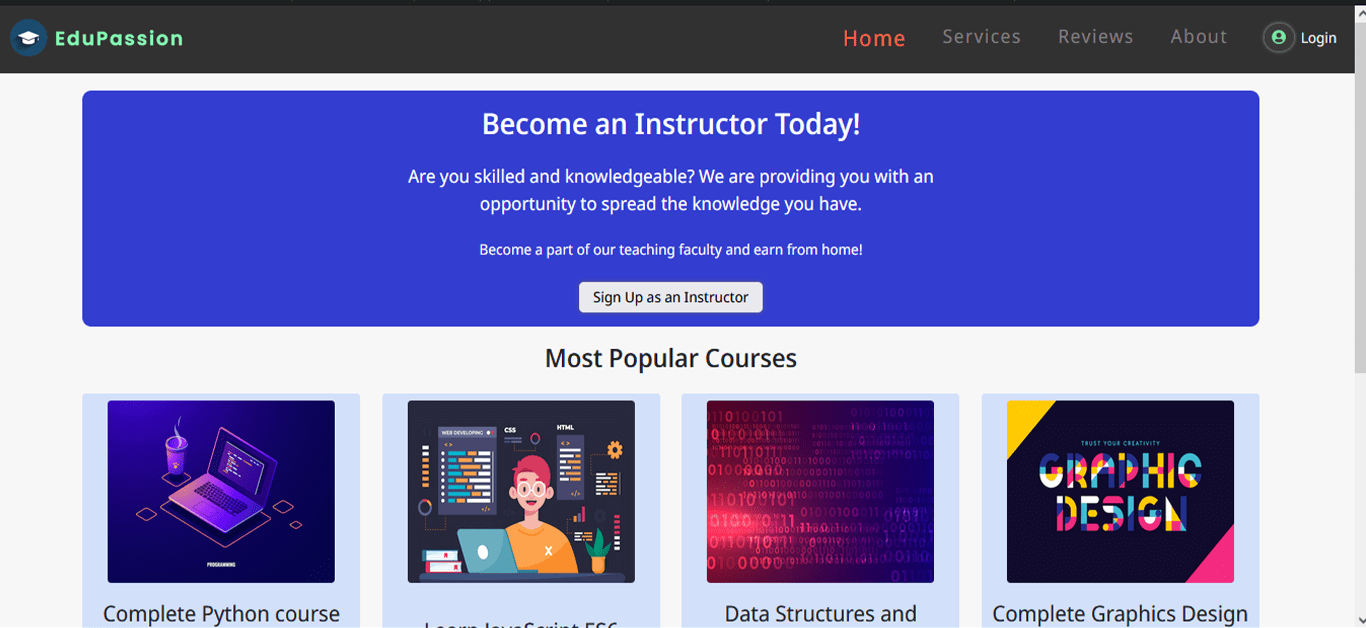 EduPassion
Home Services Reviews About Login
Become an Instructor Today!
Are you skilled and knowledgeable? We are providing you with an
opportunity to spread the knowledge you have.
Become a part of our teaching faculty and earn from home!
Sign Up as an Instructor
Most Popular Courses
PROGRAMMING
WEB DEVELOPING
CSS
HTML
TRUST YOUR CREATIVITY
GRAPHIC
DESIGN
Complete Python course
Learn JavaScript ES6
Data Structures and
Complete Graphics Design